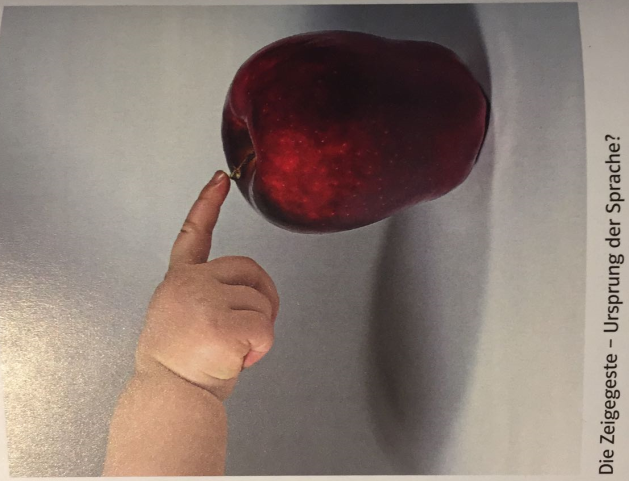 Die Zeigegeste – Ursprung der Sprache?